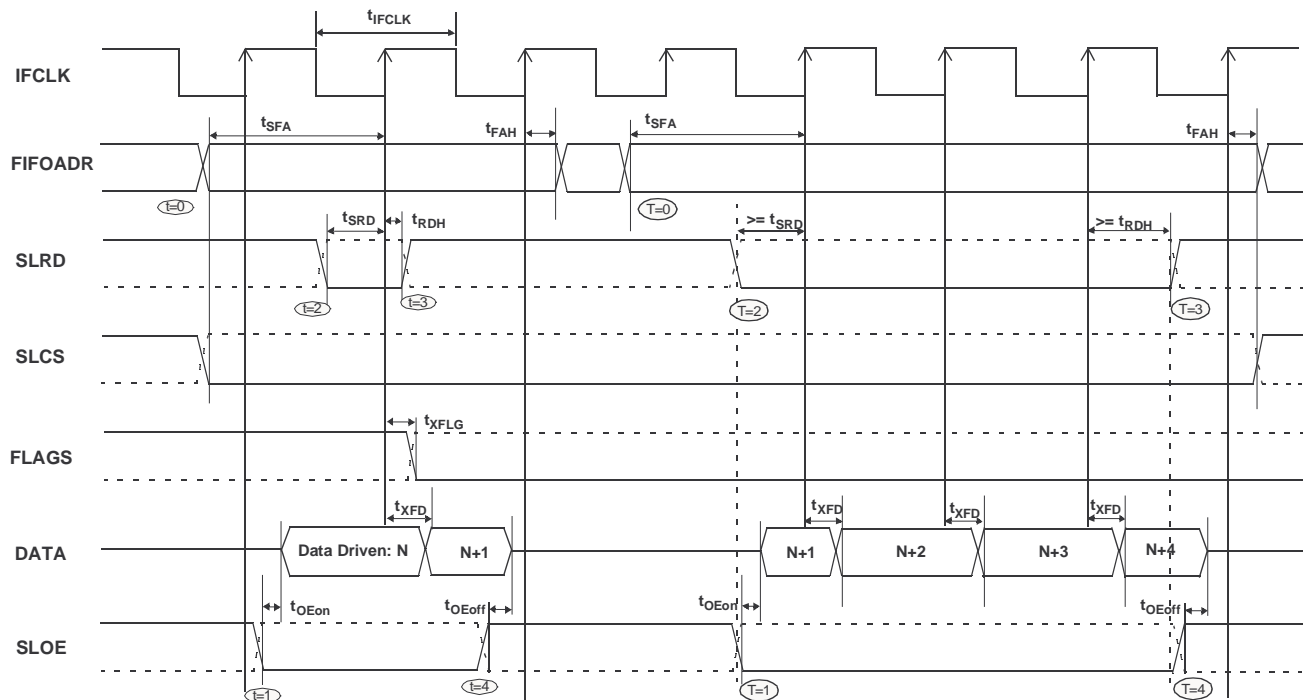 tIFCLK
IFCLK
tSFA
tFAH
tSFA
tFAH
FIFOADR
t=0
T=0
tSRD
tRDH
>= tSRD
>= tRDH
SLRD
t=2
t=3
T=2
T=3
SLCS
tXFLG
FLAGS
tXFD
tXFD
tXFD
tXFD
DATA
Data Driven: N
N+1
N+1
N+2
N+3
N+4
tOEon
tOEoff
tOEon
tOEoff
SLOE
t=1
t=4
T=1
T=4